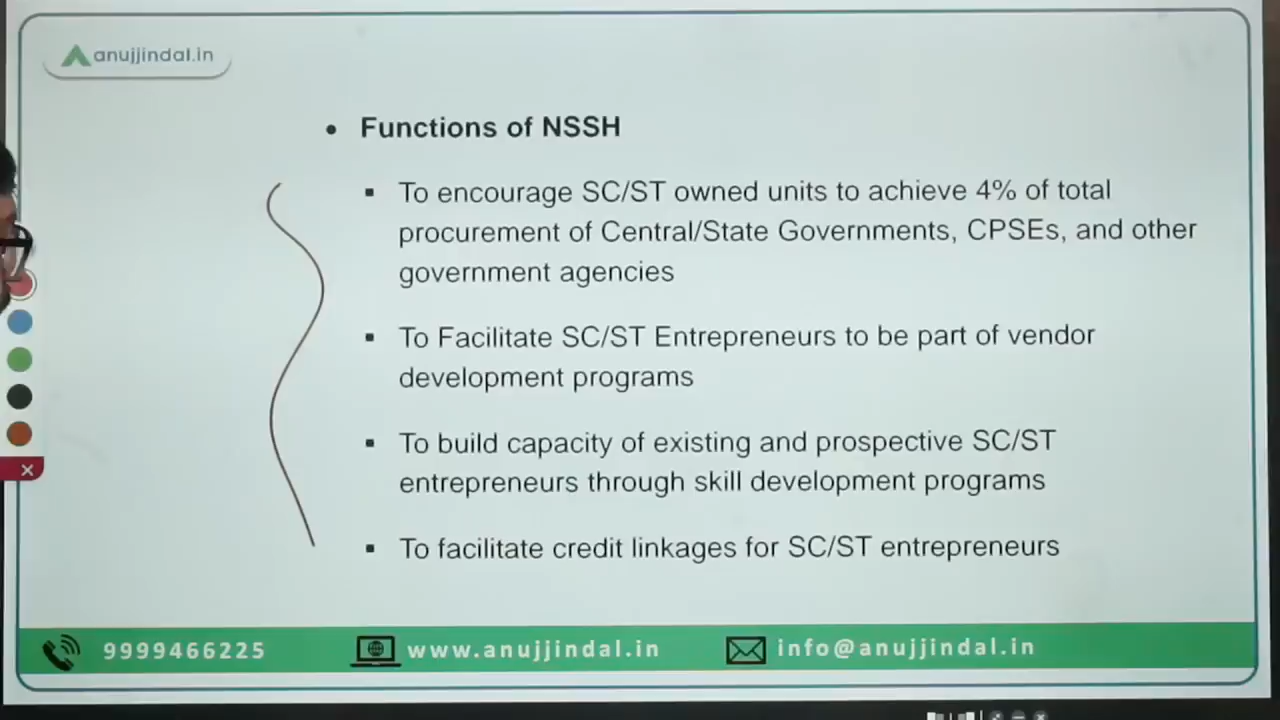 anujjindal.in
Functions of NSSH
To encourage SC/ST owned units to achieve 4% of total
procurement of Central/State Governments, CPSEs, and other
government agencies
To Facilitate SC/ST Entrepreneurs to be part of vendor
development programs
To build capacity of existing and prospective SC/ST
entrepreneurs through skill development programs
To facilitate credit linkages for SC/ST entrepreneurs
9999466225
www.anujjindal.in
info@anujjindal.in